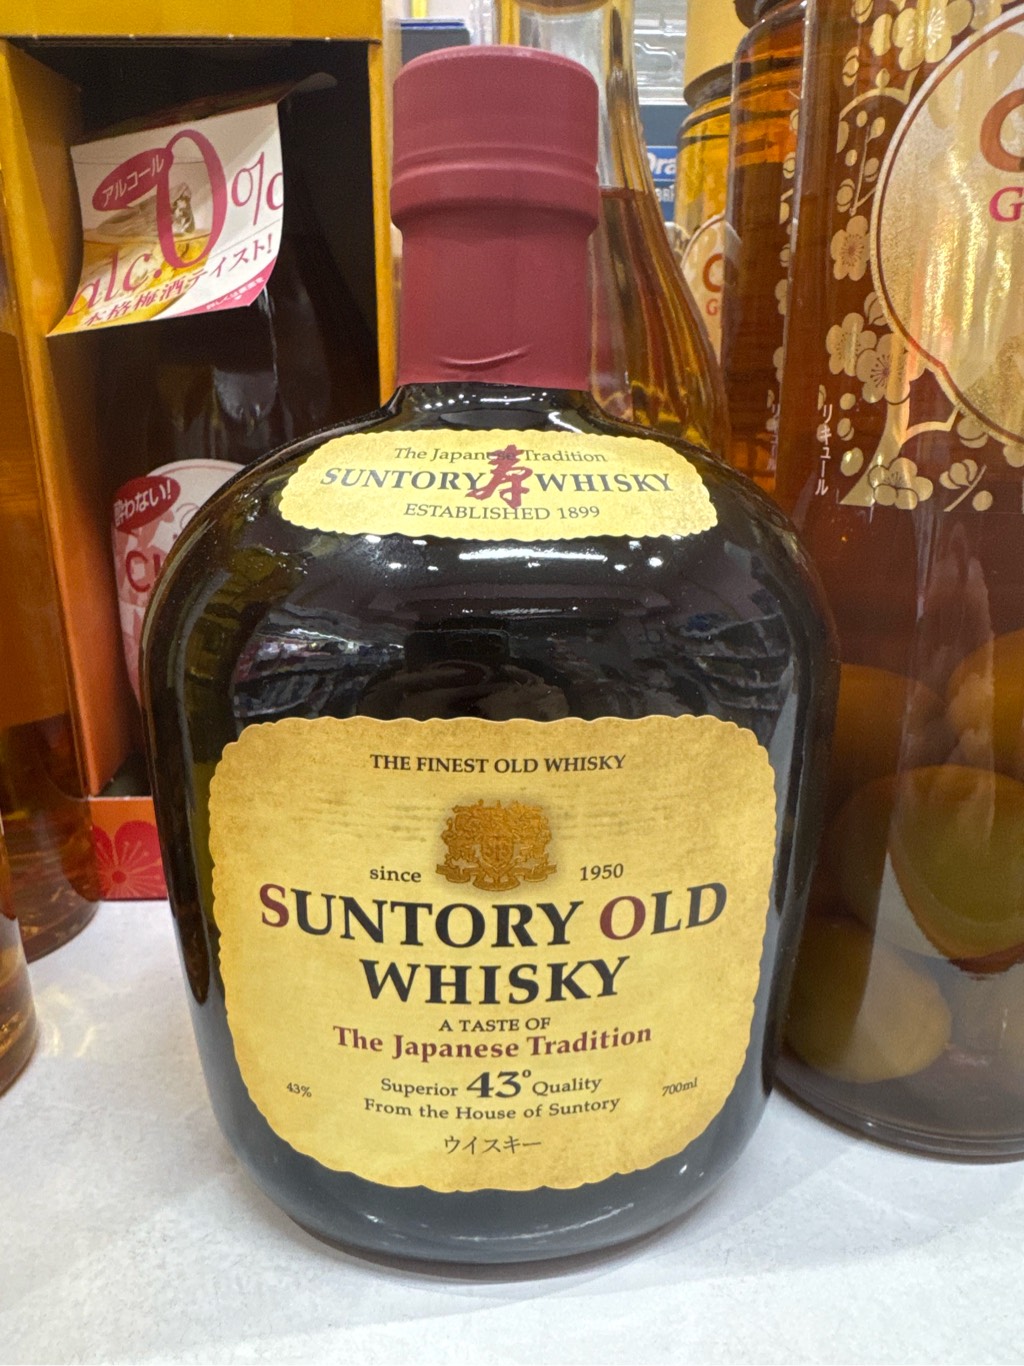 アルコール
0%
alc.
本格梅酒テイスト!
酔わない!
The Japanese Tradition
SUNTORY 寿 WHISKY
ESTABLISHED 1899
THE FINEST OLD WHISKY
since 1950
SUNTORY OLD
WHISKY
A TASTE OF
The Japanese Tradition
43% Superior 43° Quality 700ml
From the House of Suntory
ウイスキー
リキュール